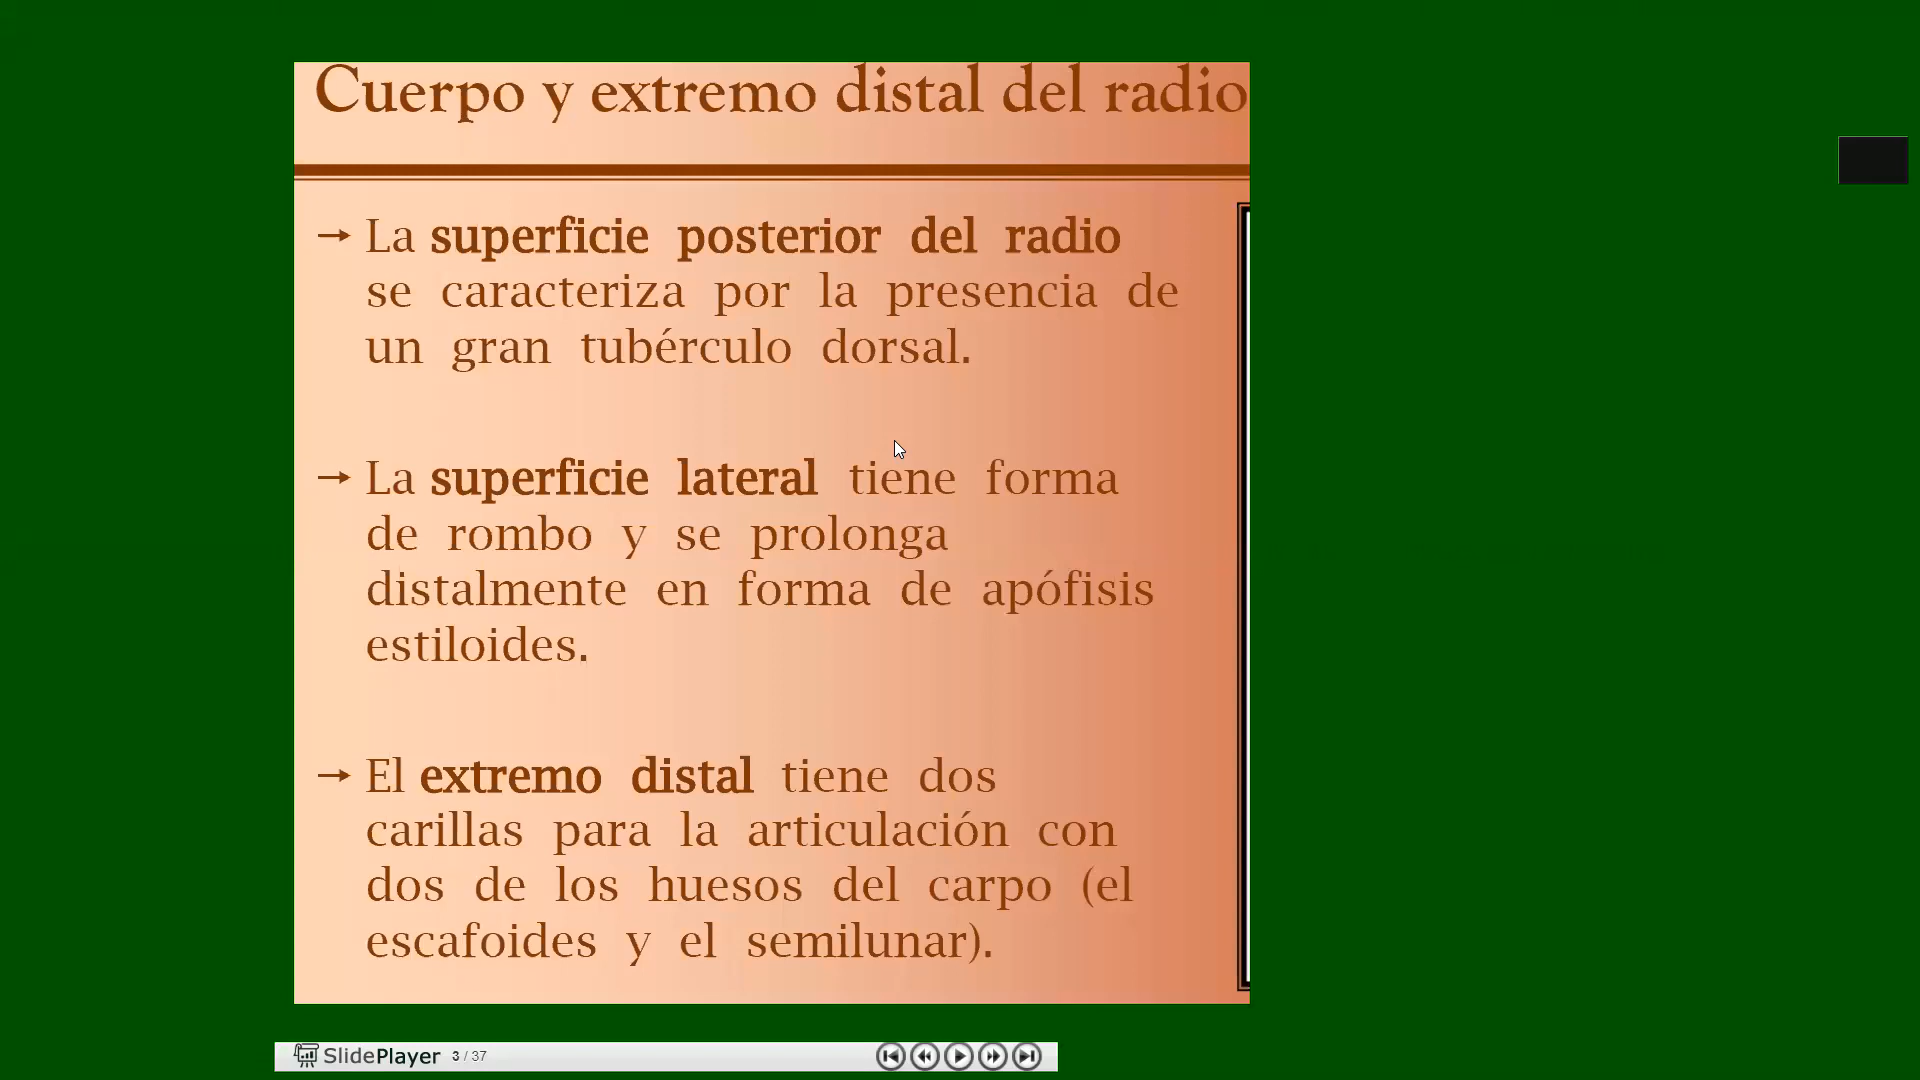 Cuerpo y extremo distal del radio
→ La superficie posterior del radio
se caracteriza por la presencia de
un gran tubérculo dorsal.
→ La superficie lateral tiene forma
de rombo y se prolonga
distalmente en forma de apófisis
estiloides.
→ El extremo distal tiene dos
carillas para la articulación con
dos de los huesos del carpo (el
escafoides y el semilunar).
SlidePlayer 3 / 37